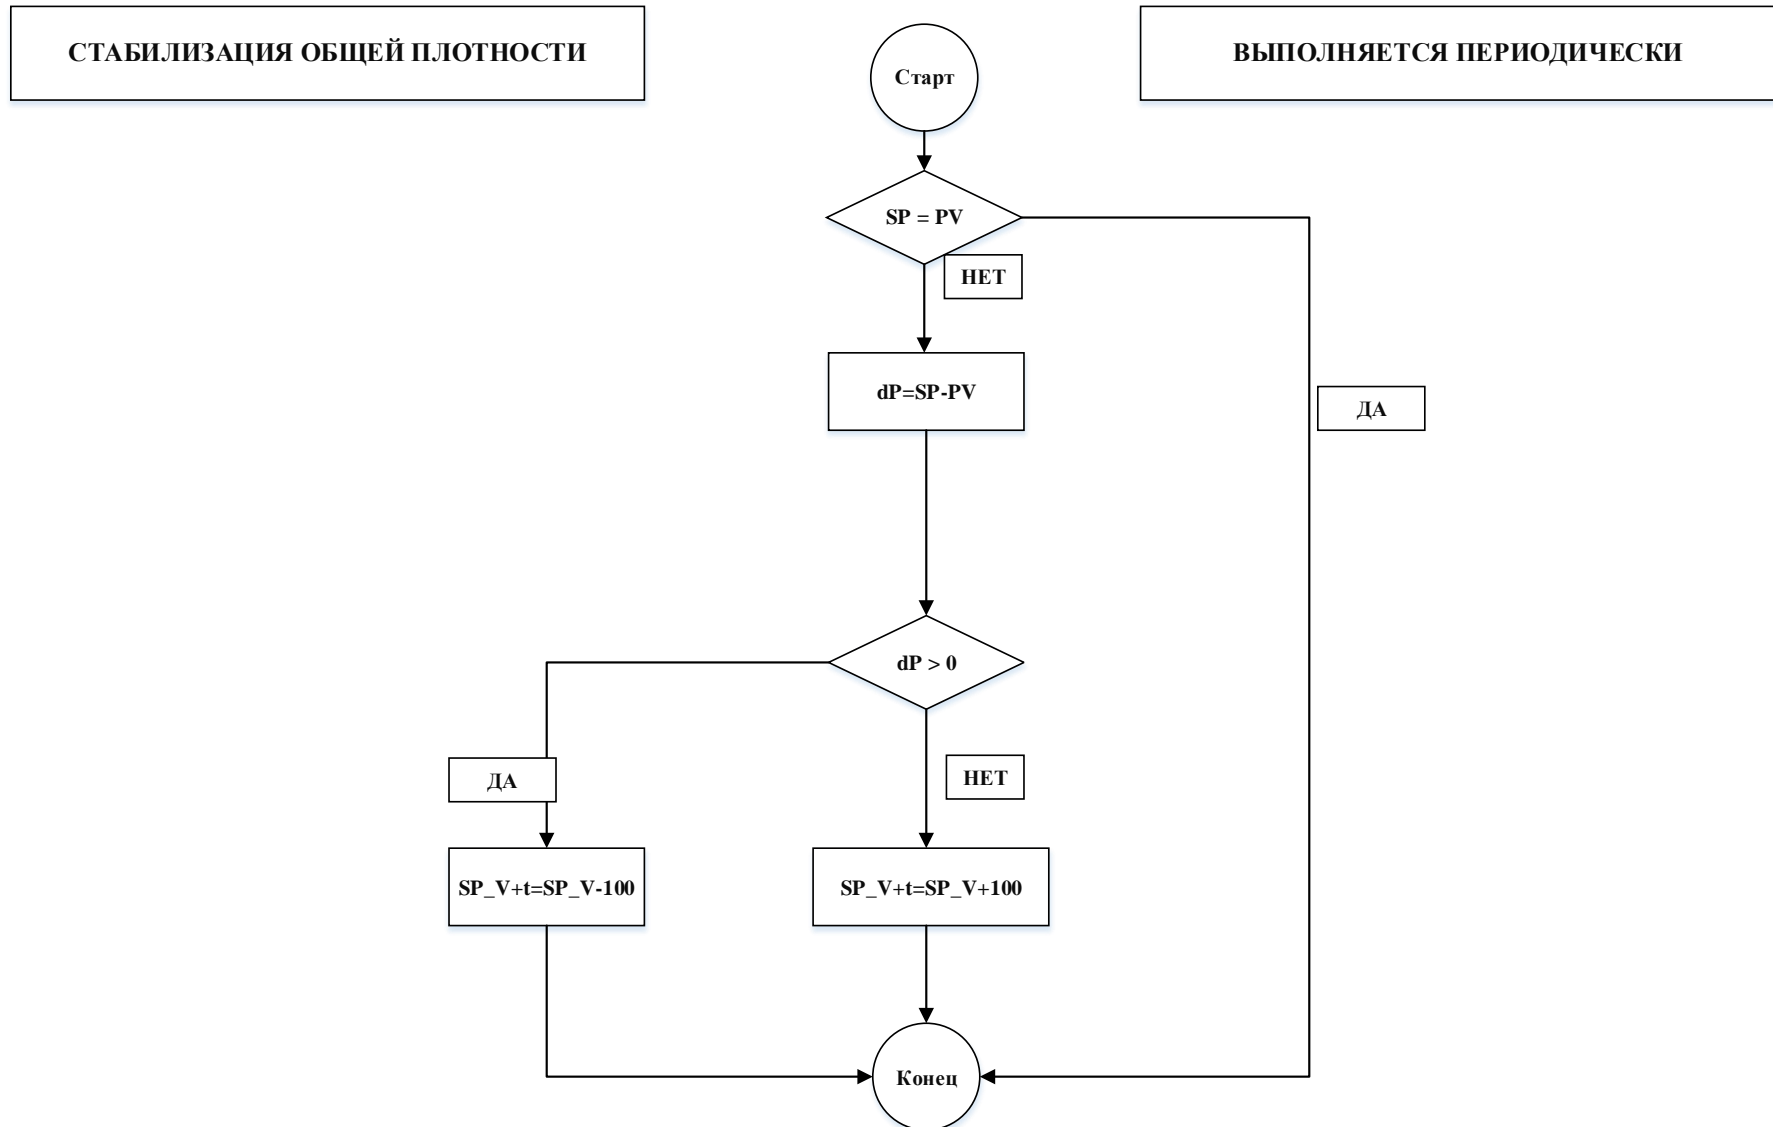 СТАБИЛИЗАЦИЯ ОБЩЕЙ ПЛОТНОСТИ
Старт
ВЫПОЛНЯЕТСЯ ПЕРИОДИЧЕСКИ
SP = PV
НЕТ
dP=SP-PV
ДА
dP > 0
ДА
НЕТ
SP_V+t=SP_V-100
SP_V+t=SP_V+100
Конец